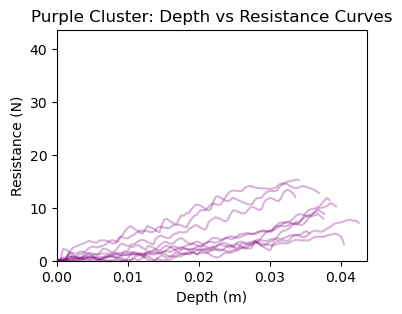 Purple Cluster: Depth vs Resistance Curves
40
30
20
10
0
Resistance (N)
0.00 0.01 0.02 0.03 0.04
Depth (m)